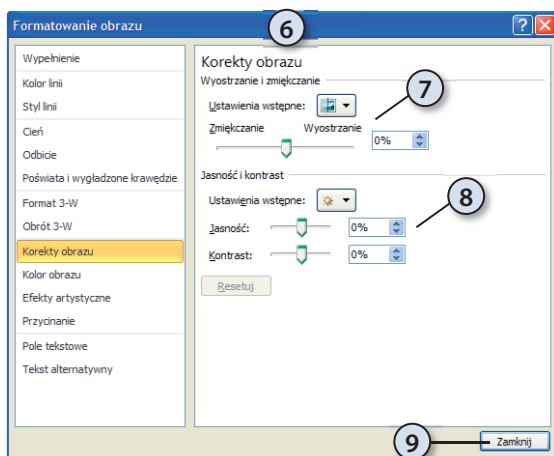 Formatowanie obrazu
6
Wypełnienie
Kolor linii
Styl linii
Cień
Odbicie
Poświata i wygładzone krawędzie
Format 3-W
Obrót 3-W
Korekty obrazu
Kolor obrazu
Efekty artystyczne
Przycinanie
Pole tekstowe
Tekst alternatywny
Korekty obrazu
Wyostrzanie i zmiękczanie
Ustawienia wstępne:
7
Zmiękczanie Wyostrzanie
0%
Jasność i kontrast
Ustawienia wstępne:
8
Jasność: 0%
Kontrast: 0%
Resetuj
9 Zamknij